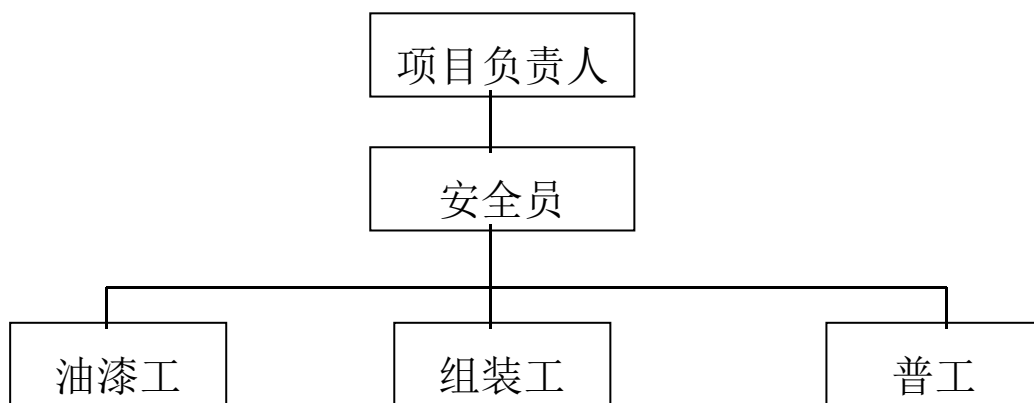 项目负责人
安全员
油漆工
组装工
普工